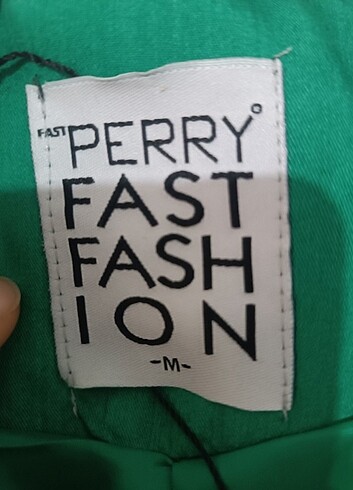 FAST PERRY°
FAST
FASH
ION
-M-